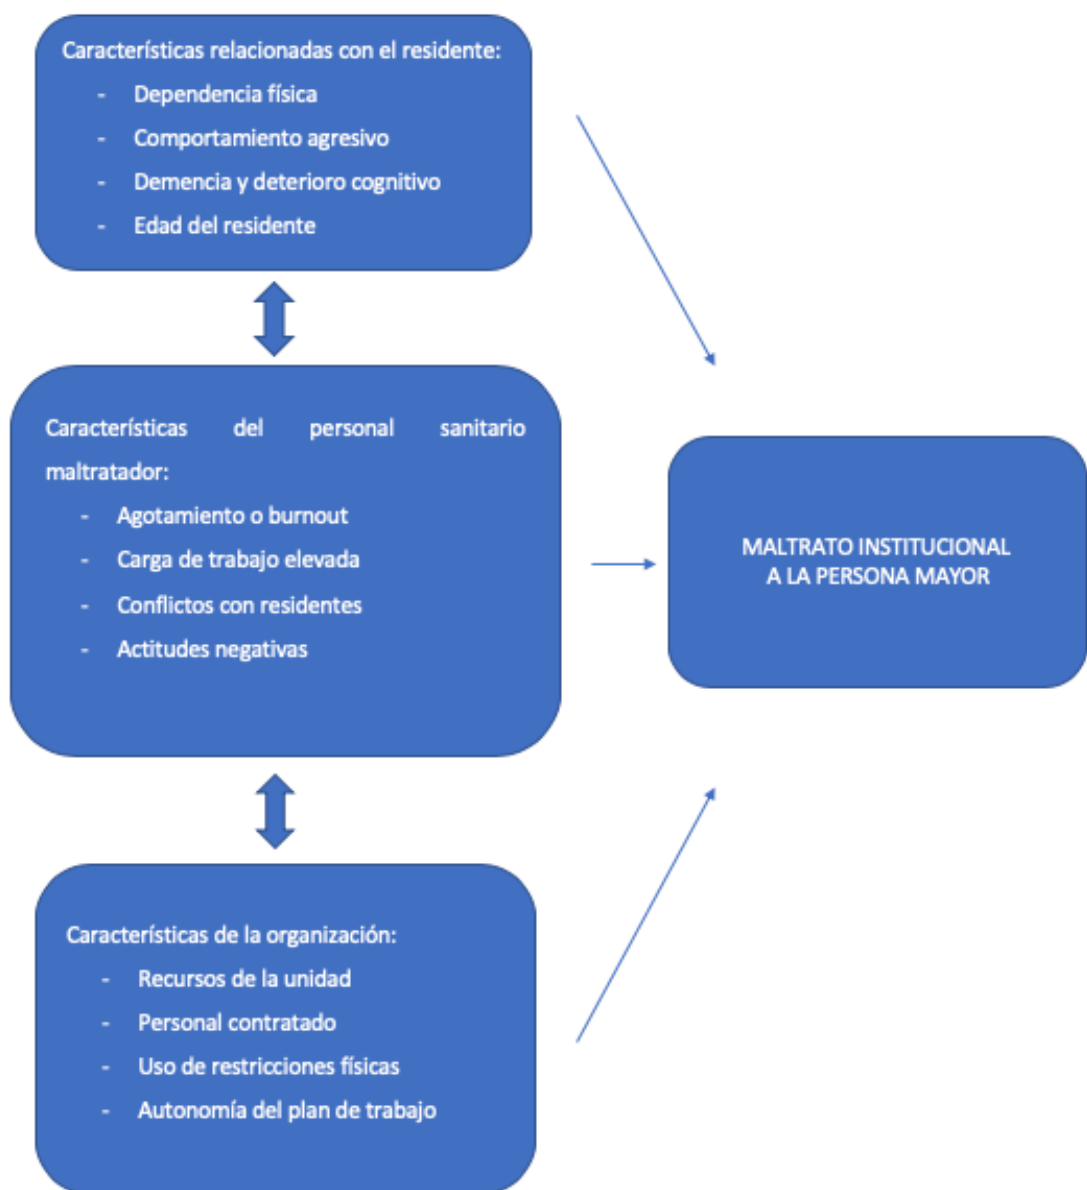 Características relacionadas con el residente:
- Dependencia física
- Comportamiento agresivo
- Demencia y deterioro cognitivo
- Edad del residente
Características del personal sanitario
maltratador:
- Agotamiento o burnout
- Carga de trabajo elevada
- Conflictos con residentes
- Actitudes negativas
MALTRATO INSTITUCIONAL
A LA PERSONA MAYOR
Características de la organización:
- Recursos de la unidad
- Personal contratado
- Uso de restricciones físicas
- Autonomía del plan de trabajo